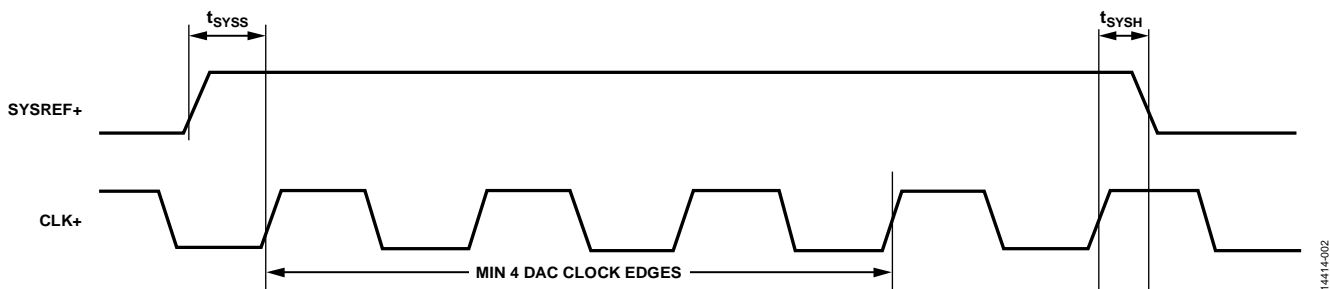 tSYSS
tSYSH
SYSREF+
CLK+
MIN 4 DAC CLOCK EDGES
14414-002